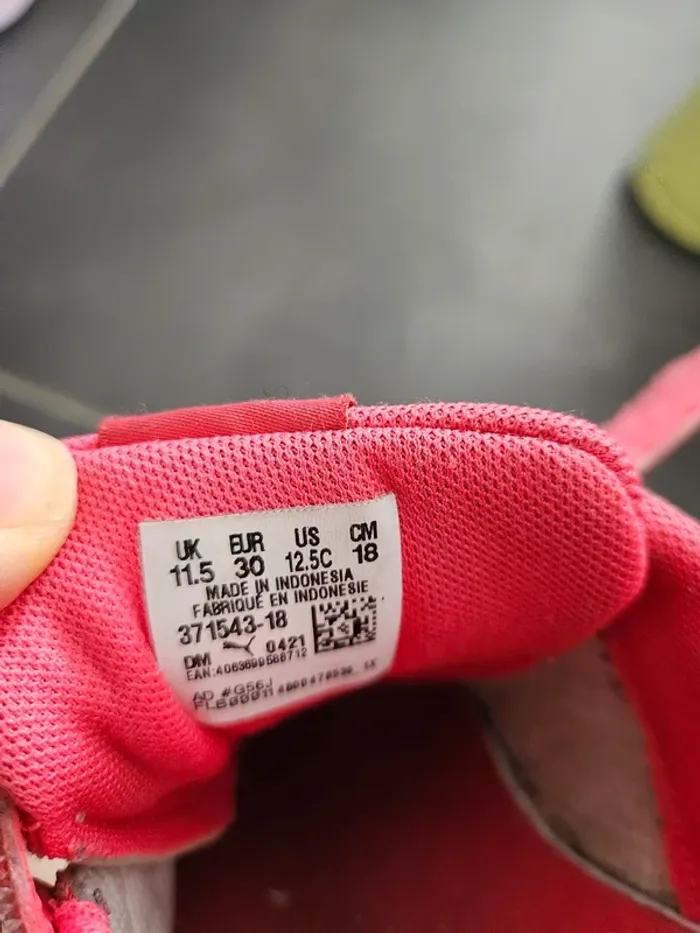 UK EUR US CM
11.5 30 12.5C 18
MADE IN INDONESIA
FABRIQUÉ EN INDONESIE
371543-18
DM 0421
EAN:4063699568712
AD #G56J